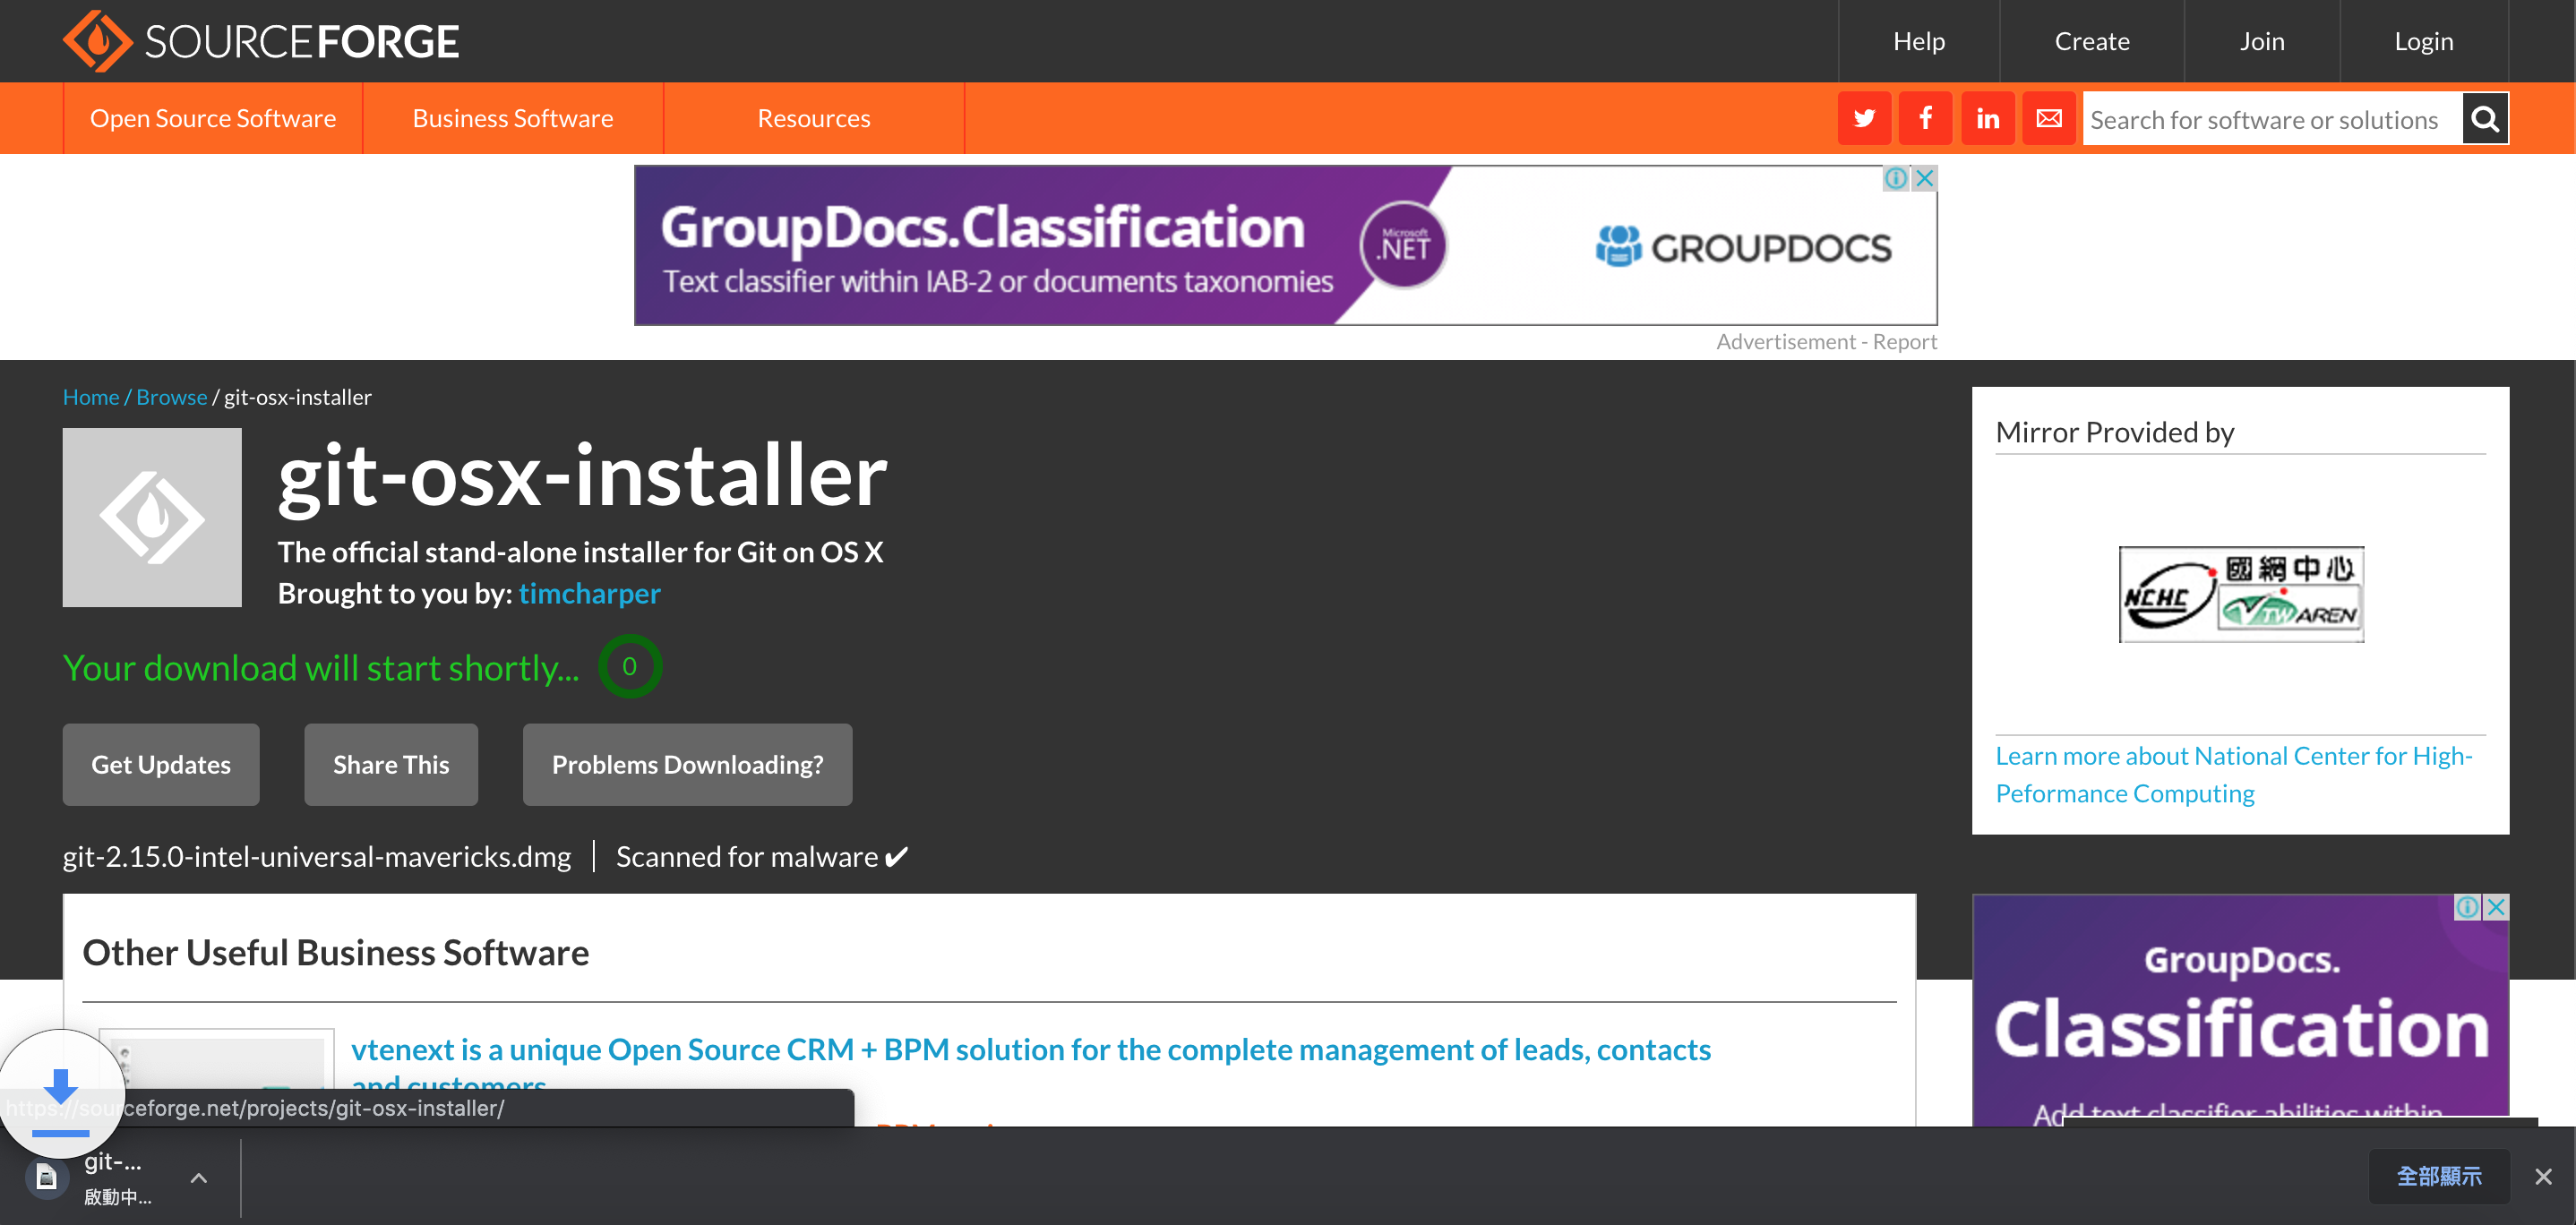 SOURCEFORGE
Help
Create
Join
Login
Open Source Software
Business Software
Resources
Search for software or solutions
GroupDocs.Classification
Text classifier within IAB-2 or documents taxonomies
Microsoft
.NET
GROUPDOCS
Advertisement - Report
Home / Browse / git-osx-installer
git-osx-installer
The official stand-alone installer for Git on OS X
Brought to you by: timcharper
Your download will start shortly... 0
Get Updates
Share This
Problems Downloading?
git-2.15.0-intel-universal-mavericks.dmg
Scanned for malware ✔
Mirror Provided by
NCHC
國網中心
TWAREN
Learn more about National Center for High-
Peformance Computing
Other Useful Business Software
vtenext is a unique Open Source CRM + BPM solution for the complete management of leads, contacts
and customers
GroupDocs.
Classification
Add text classifier abilities within
https://sourceforge.net/projects/git-osx-installer/
git-...
啟動中...
全部顯示